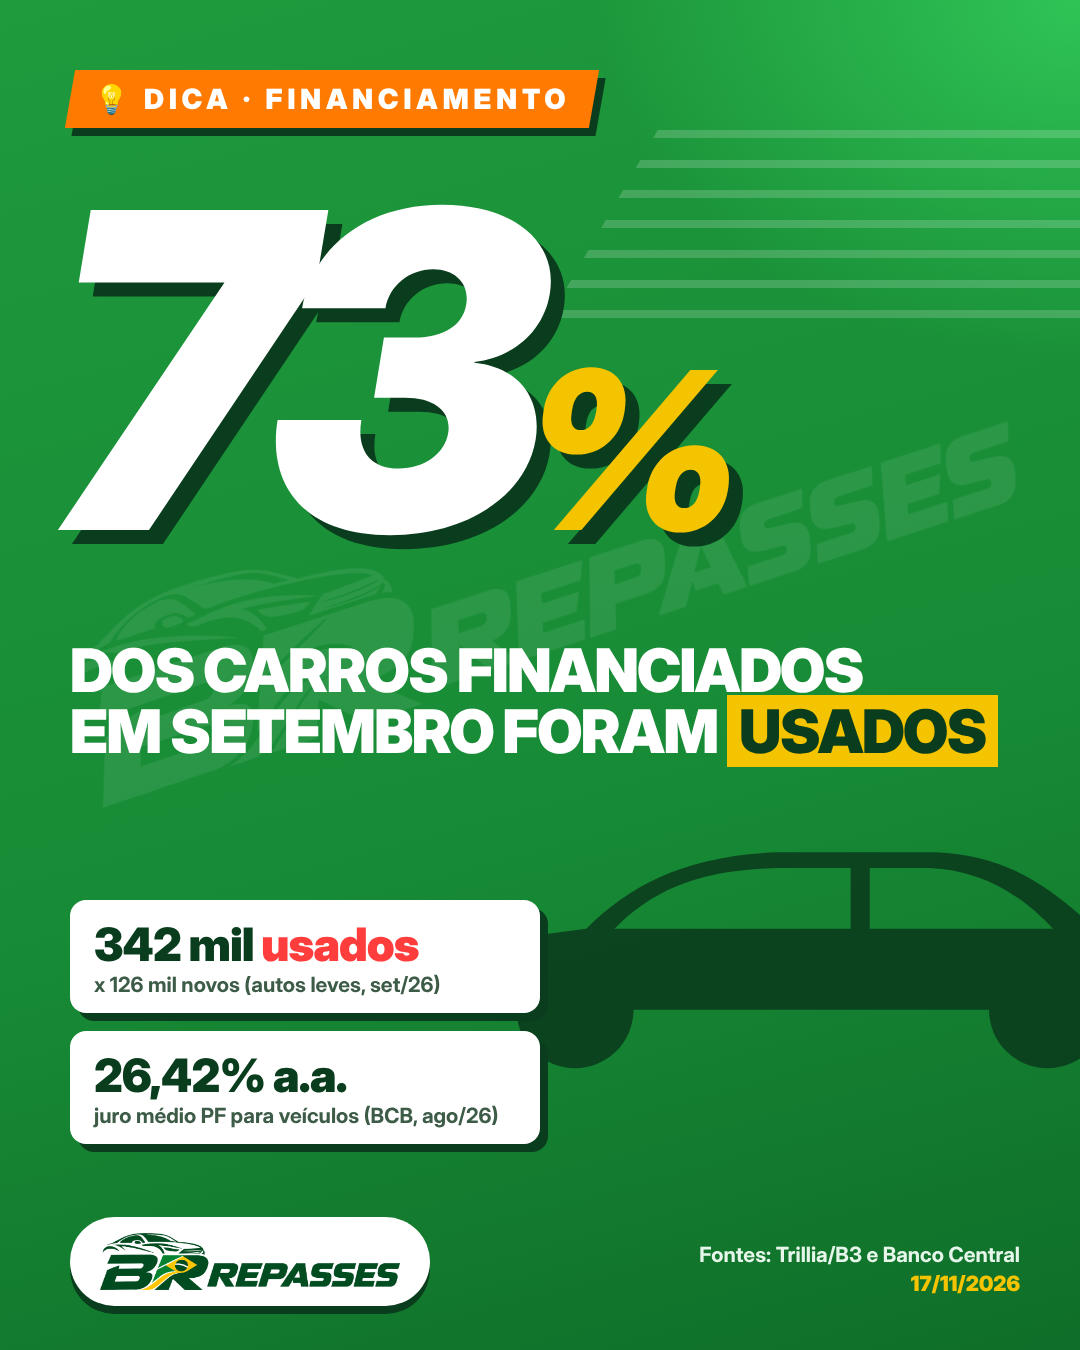 💡 DICA · FINANCIAMENTO
73%
BR REPASSES
DOS CARROS FINANCIADOS
EM SETEMBRO FORAM USADOS
342 mil usados
x 126 mil novos (autos leves, set/26)
26,42% a.a.
juro médio PF para veículos (BCB, ago/26)
BR REPASSES
Fontes: Trillia/B3 e Banco Central
17/11/2026